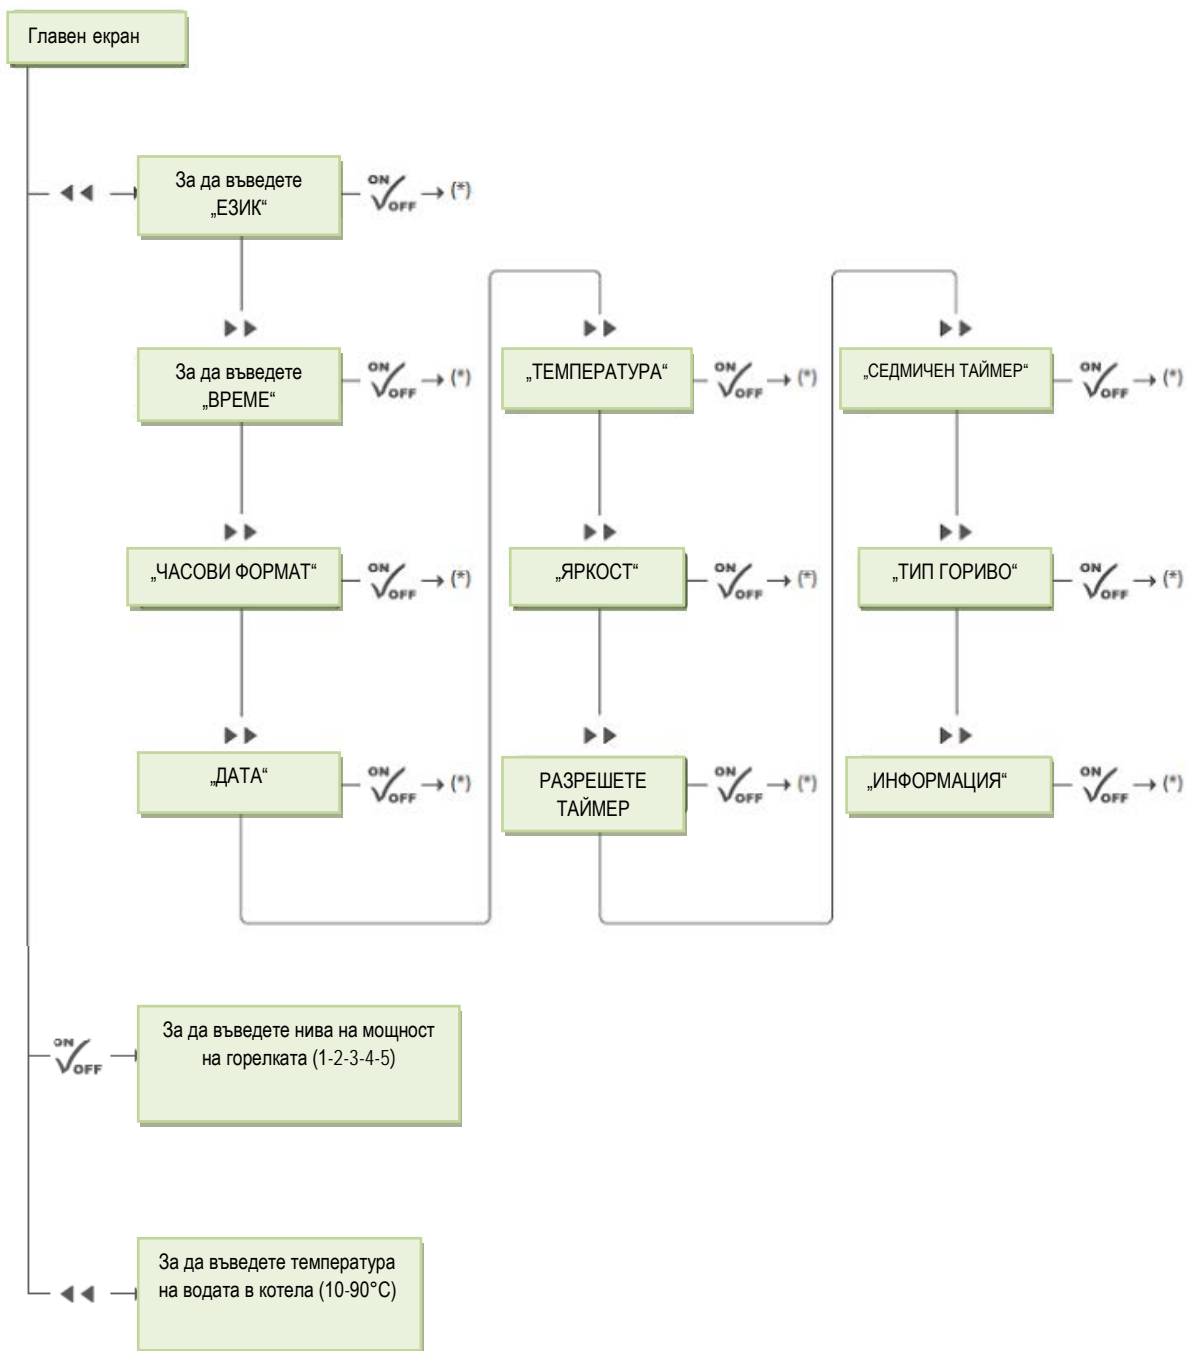 Главен екран
За да въведете
„ЕЗИК“
ON
OFF
(*)
За да въведете
„ВРЕМЕ“
ON
OFF
(*)
„ТЕМПЕРАТУРА“
ON
OFF
(*)
„СЕДМИЧЕН ТАЙМЕР“
ON
OFF
(*)
„ЧАСОВИ ФОРМАТ“
ON
OFF
(*)
„ЯРКОСТ“
ON
OFF
(*)
„ТИП ГОРИВО“
ON
OFF
(*)
„ДАТА“
ON
OFF
(*)
РАЗРЕШЕТЕ
ТАЙМЕР
ON
OFF
(*)
„ИНФОРМАЦИЯ“
ON
OFF
(*)
ON
OFF
За да въведете нива на мощност
на горелката (1-2-3-4-5)
За да въведете температура
на водата в котела (10-90°C)